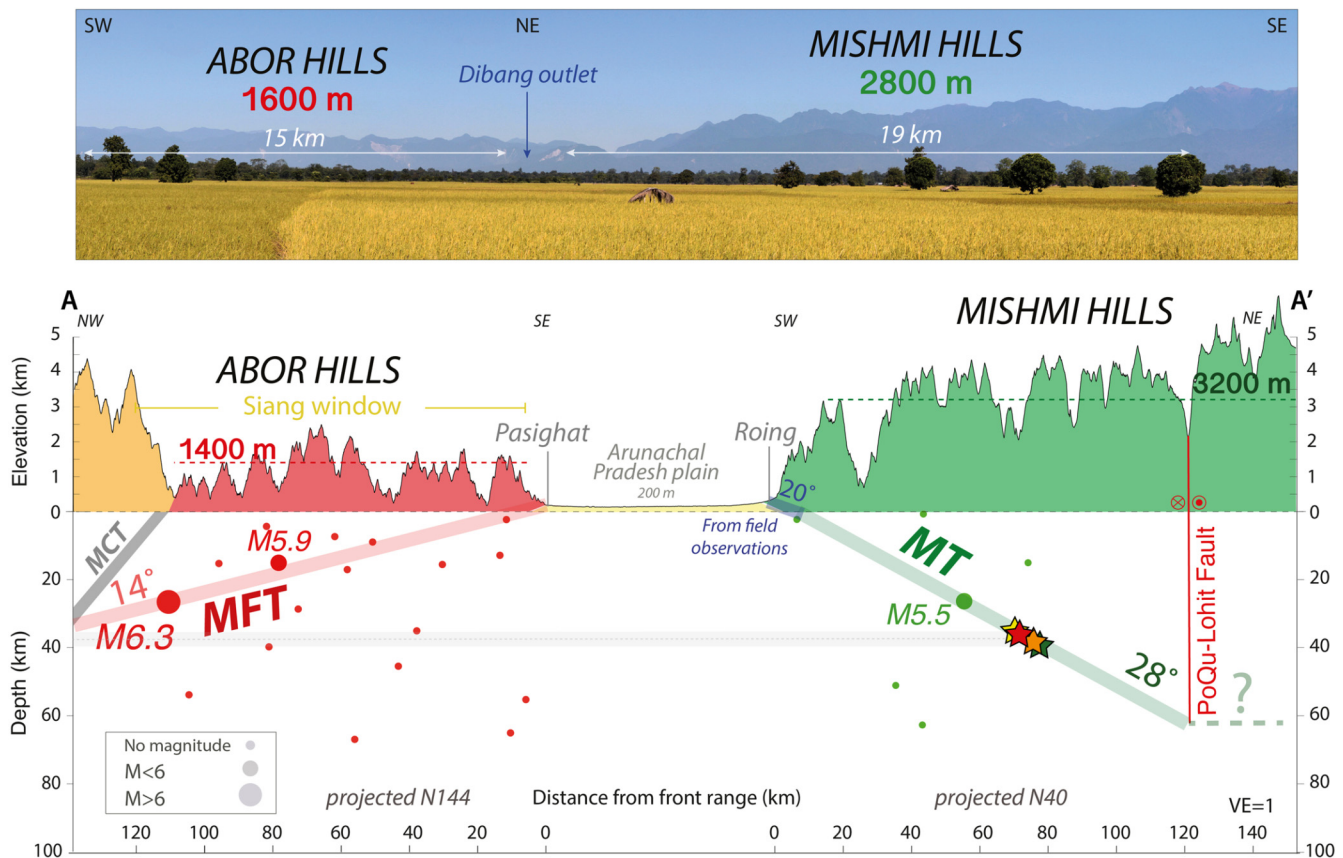 SW
NE
SE
ABOR HILLS
1600 m
15 km
Dibang outlet
MISHMI HILLS
2800 m
19 km
A
A'
NW
SE
SW
NE
ABOR HILLS
Siang window
1400 m
MISHMI HILLS
3200 m
Pasighat
Arunachal
Pradesh plain
200 m
Roing
Elevation (km)
5
4
3
2
1
0
5
4
3
2
1
0
MCT
14°
M5.9
MFT
M6.3
20°
From field
observations
MT
M5.5
28°
PoQu-Lohit Fault
?
Depth (km)
20
40
60
80
100
20
40
60
80
100
No magnitude
M<6
M>6
projected N144
Distance from front range (km)
projected N40
VE=1
120 100 80 60 40 20 0 0 20 40 60 80 100 120 140